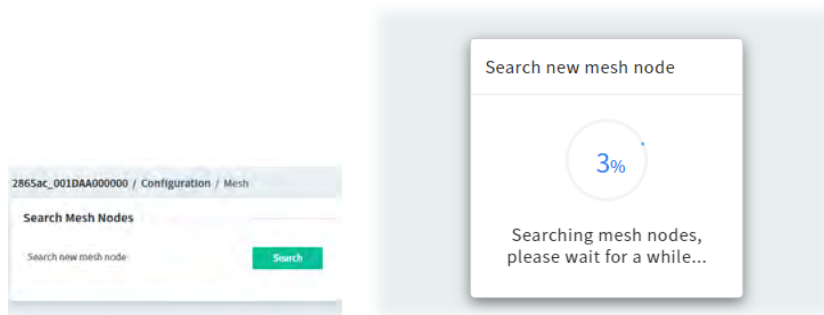 2865ac_001DAA000000 / Configuration / Mesh
Search Mesh Nodes
Search new mesh node
Search
Search new mesh node
3%
Searching mesh nodes,
please wait for a while...